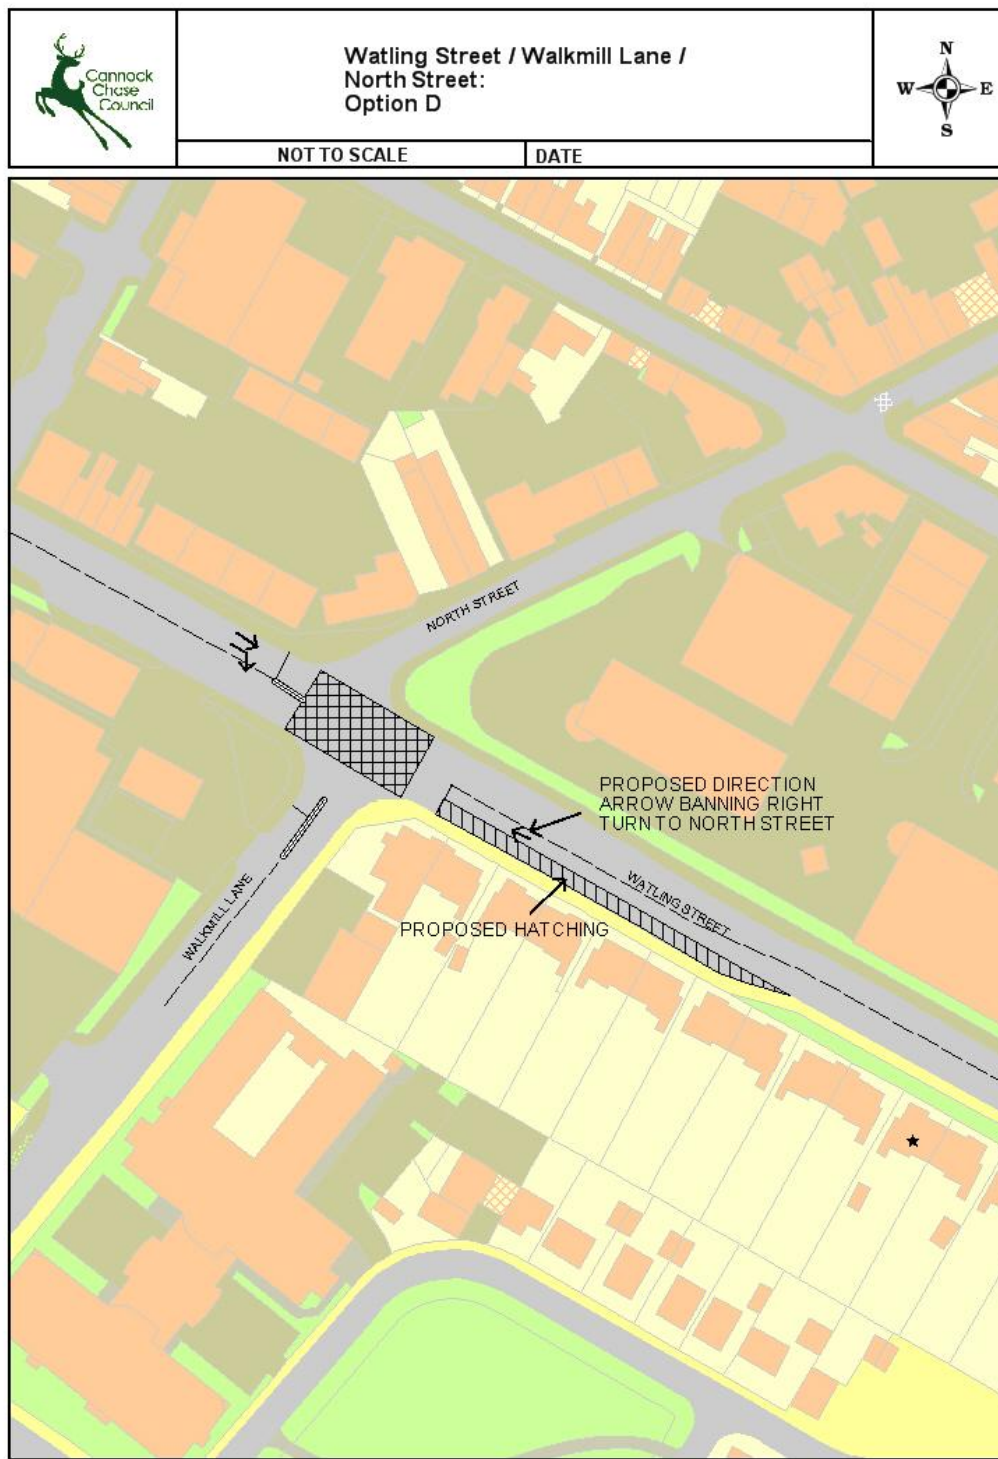 Cannock
Chase
Council
Watling Street / Walkmill Lane /
North Street:
Option D
NOT TO SCALE
DATE
N
W
E
S
NORTH STREET
PROPOSED DIRECTION
ARROW BANNING RIGHT
TURN TO NORTH STREET
WATLING STREET
WALKMILL LANE
PROPOSED HATCHING